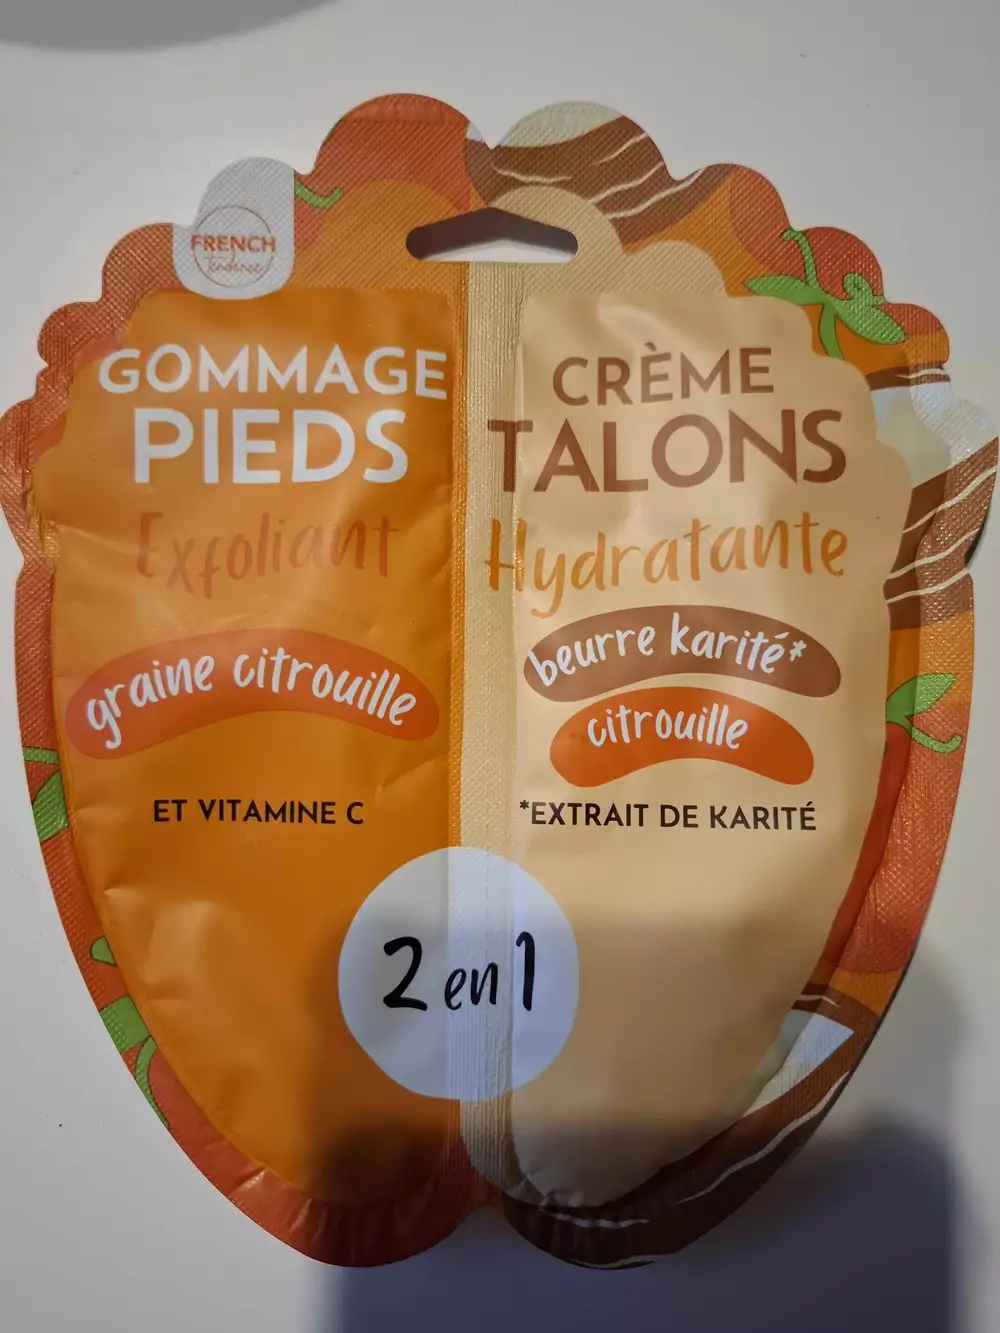 FRENCH
tendance
GOMMAGE
PIEDS
Exfoliant
graine citrouille
ET VITAMINE C
CRÈME
TALONS
Hydratante
beurre karité*
citrouille
*EXTRAIT DE KARITÉ
2 en 1